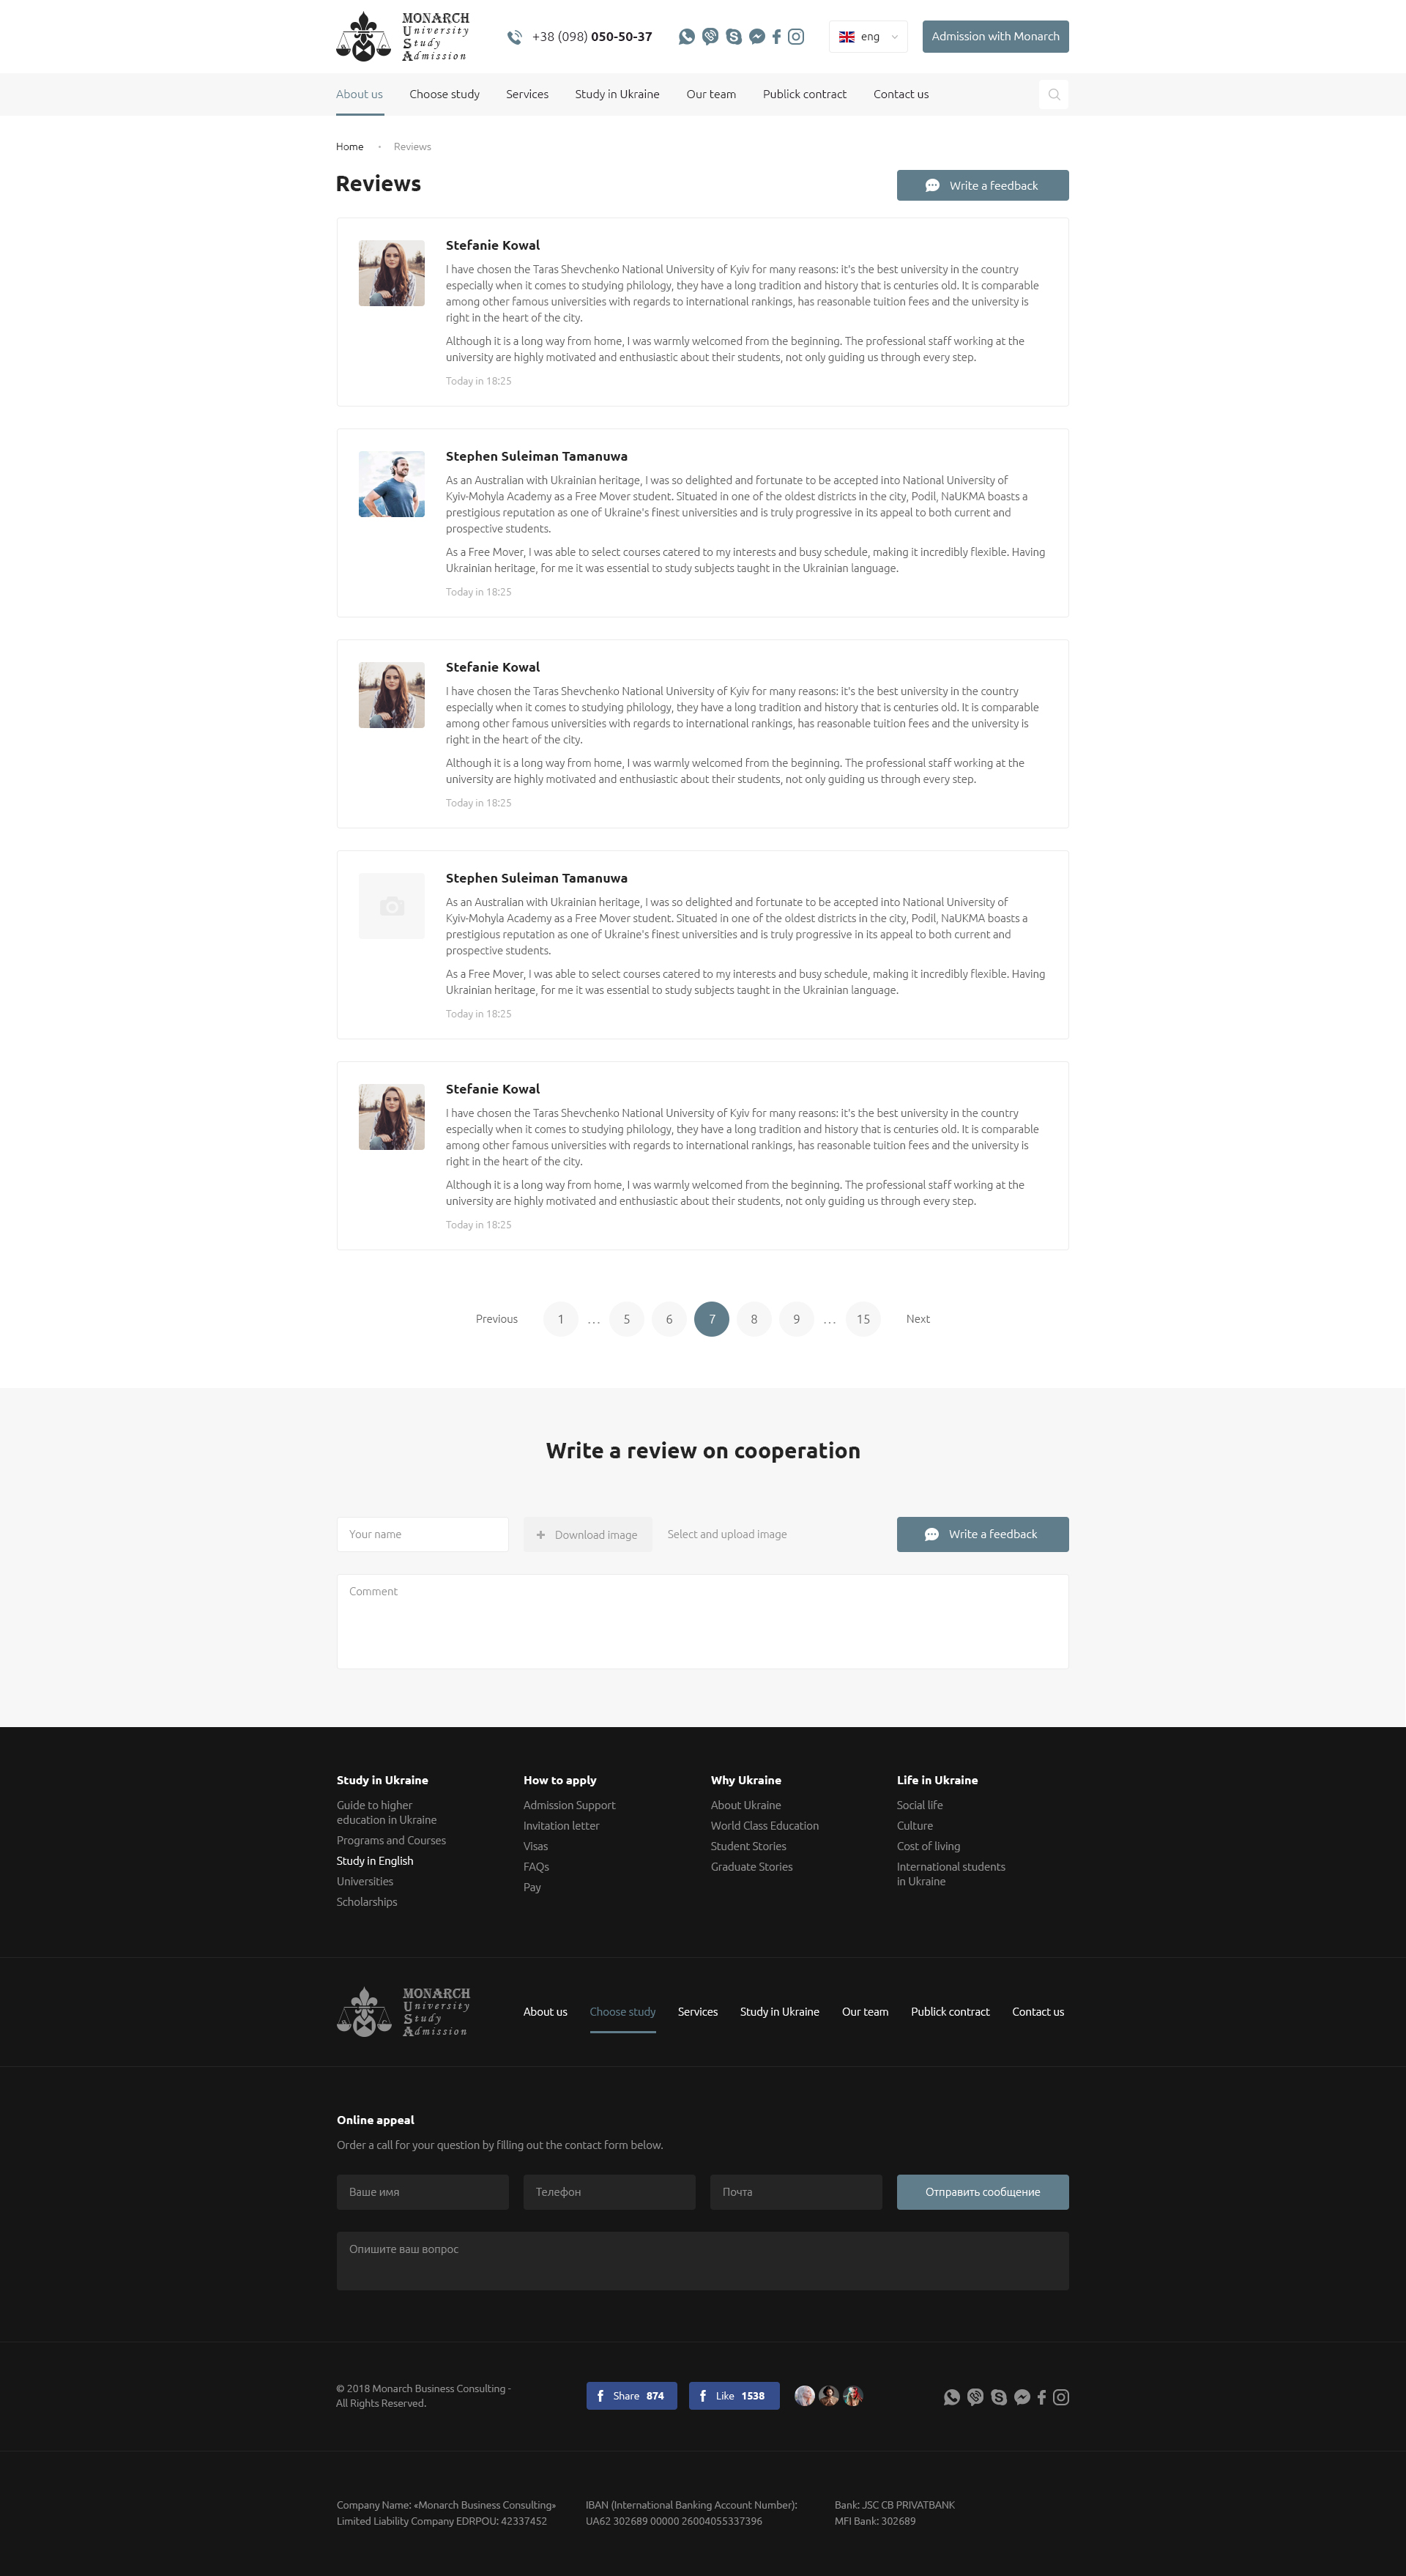 MONARCH
University
Study
Admission
+38 (098) 050-50-37
eng
Admission with Monarch
About us
Choose study
Services
Study in Ukraine
Our team
Publick contract
Contact us
Home
Reviews
Reviews
Write a feedback
Stefanie Kowal
I have chosen the Taras Shevchenko National University of Kyiv for many reasons: it's the best university in the country
especially when it comes to studying philology, they have a long tradition and history that is centuries old. It is comparable
among other famous universities with regards to international rankings, has reasonable tuition fees and the university is
right in the heart of the city.
Although it is a long way from home, I was warmly welcomed from the beginning. The professional staff working at the
university are highly motivated and enthusiastic about their students, not only guiding us through every step.
Today in 18:25
Stephen Suleiman Tamanuwa
As an Australian with Ukrainian heritage, I was so delighted and fortunate to be accepted into National University of
Kyiv-Mohyla Academy as a Free Mover student. Situated in one of the oldest districts in the city, Podil, NaUKMA boasts a
prestigious reputation as one of Ukraine's finest universities and is truly progressive in its appeal to both current and
prospective students.
As a Free Mover, I was able to select courses catered to my interests and busy schedule, making it incredibly flexible. Having
Ukrainian heritage, for me it was essential to study subjects taught in the Ukrainian language.
Today in 18:25
Stefanie Kowal
I have chosen the Taras Shevchenko National University of Kyiv for many reasons: it's the best university in the country
especially when it comes to studying philology, they have a long tradition and history that is centuries old. It is comparable
among other famous universities with regards to international rankings, has reasonable tuition fees and the university is
right in the heart of the city.
Although it is a long way from home, I was warmly welcomed from the beginning. The professional staff working at the
university are highly motivated and enthusiastic about their students, not only guiding us through every step.
Today in 18:25
Stephen Suleiman Tamanuwa
As an Australian with Ukrainian heritage, I was so delighted and fortunate to be accepted into National University of
Kyiv-Mohyla Academy as a Free Mover student. Situated in one of the oldest districts in the city, Podil, NaUKMA boasts a
prestigious reputation as one of Ukraine's finest universities and is truly progressive in its appeal to both current and
prospective students.
As a Free Mover, I was able to select courses catered to my interests and busy schedule, making it incredibly flexible. Having
Ukrainian heritage, for me it was essential to study subjects taught in the Ukrainian language.
Today in 18:25
Stefanie Kowal
I have chosen the Taras Shevchenko National University of Kyiv for many reasons: it's the best university in the country
especially when it comes to studying philology, they have a long tradition and history that is centuries old. It is comparable
among other famous universities with regards to international rankings, has reasonable tuition fees and the university is
right in the heart of the city.
Although it is a long way from home, I was warmly welcomed from the beginning. The professional staff working at the
university are highly motivated and enthusiastic about their students, not only guiding us through every step.
Today in 18:25
Previous 1 ... 5 6 7 8 9 ... 15 Next
Write a review on cooperation
Your name
Download image
Select and upload image
Write a feedback
Comment
Study in Ukraine
Guide to higher
education in Ukraine
Programs and Courses
Study in English
Universities
Scholarships
How to apply
Admission Support
Invitation letter
Visas
FAQs
Pay
Why Ukraine
About Ukraine
World Class Education
Student Stories
Graduate Stories
Life in Ukraine
Social life
Culture
Cost of living
International students
in Ukraine
MONARCH
University
Study
Admission
About us
Choose study
Services
Study in Ukraine
Our team
Publick contract
Contact us
Online appeal
Order a call for your question by filling out the contact form below.
Ваше имя
Телефон
Почта
Отправить сообщение
Опишите ваш вопрос
© 2018 Monarch Business Consulting -
All Rights Reserved.
Share 874
Like 1538
Company Name: «Monarch Business Consulting»
Limited Liability Company EDRPOU: 42337452
IBAN (International Banking Account Number):
UA62 302689 00000 26004055337396
Bank: JSC CB PRIVATBANK
MFI Bank: 302689